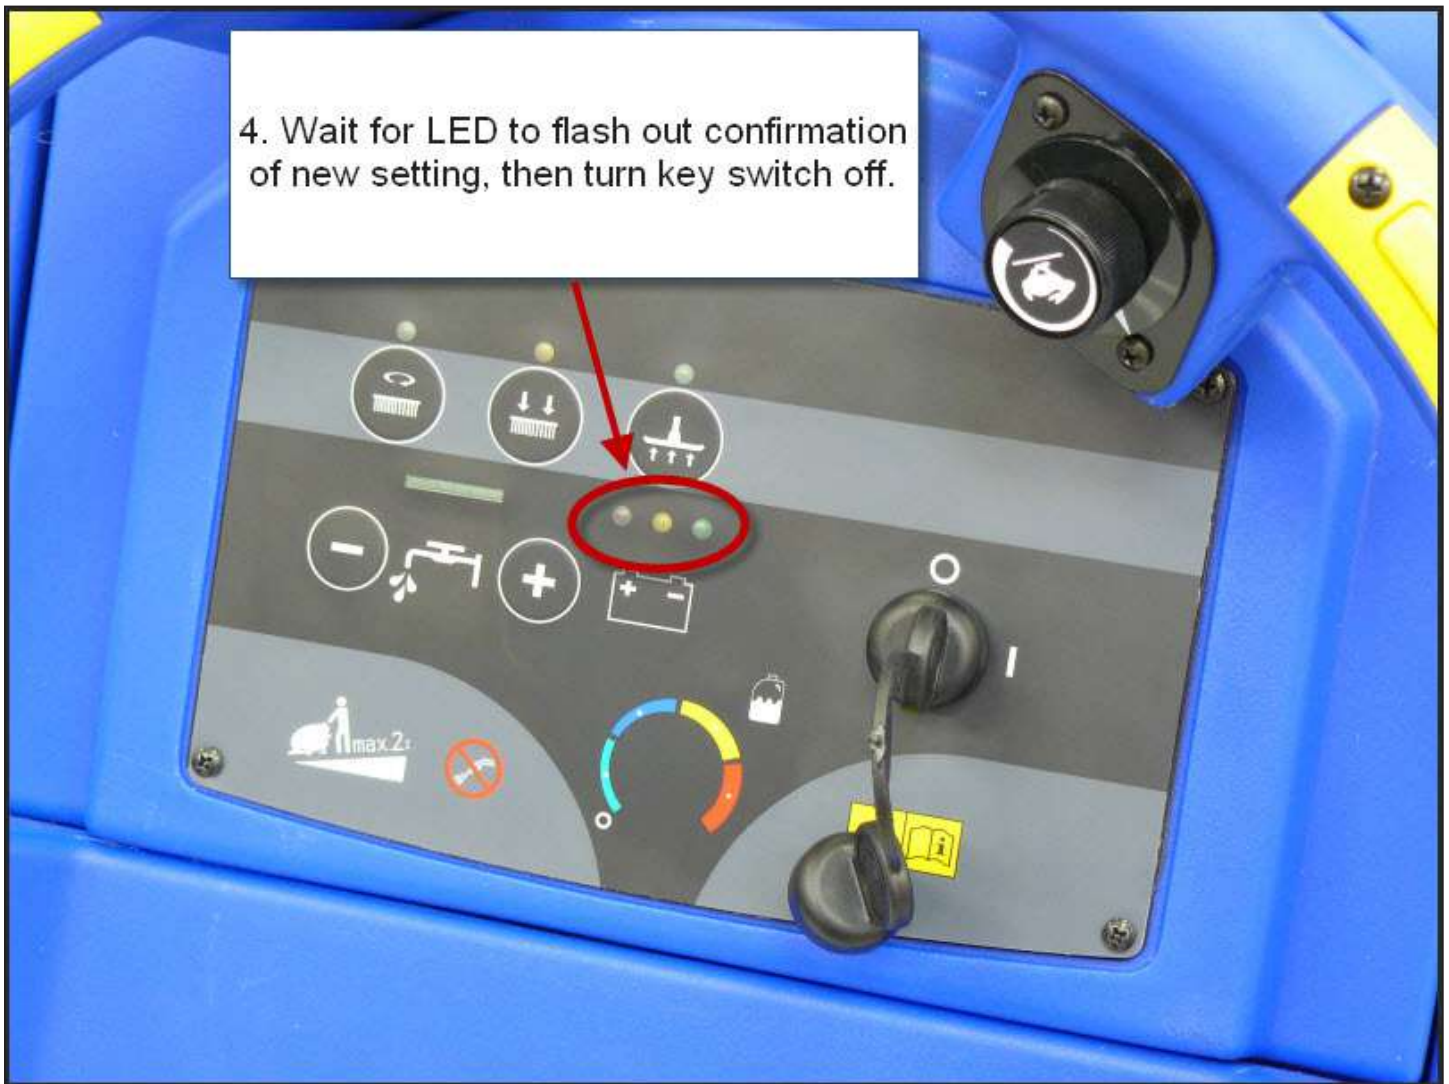 4. Wait for LED to flash out confirmation
of new setting, then turn key switch off.
O
I
max.2%